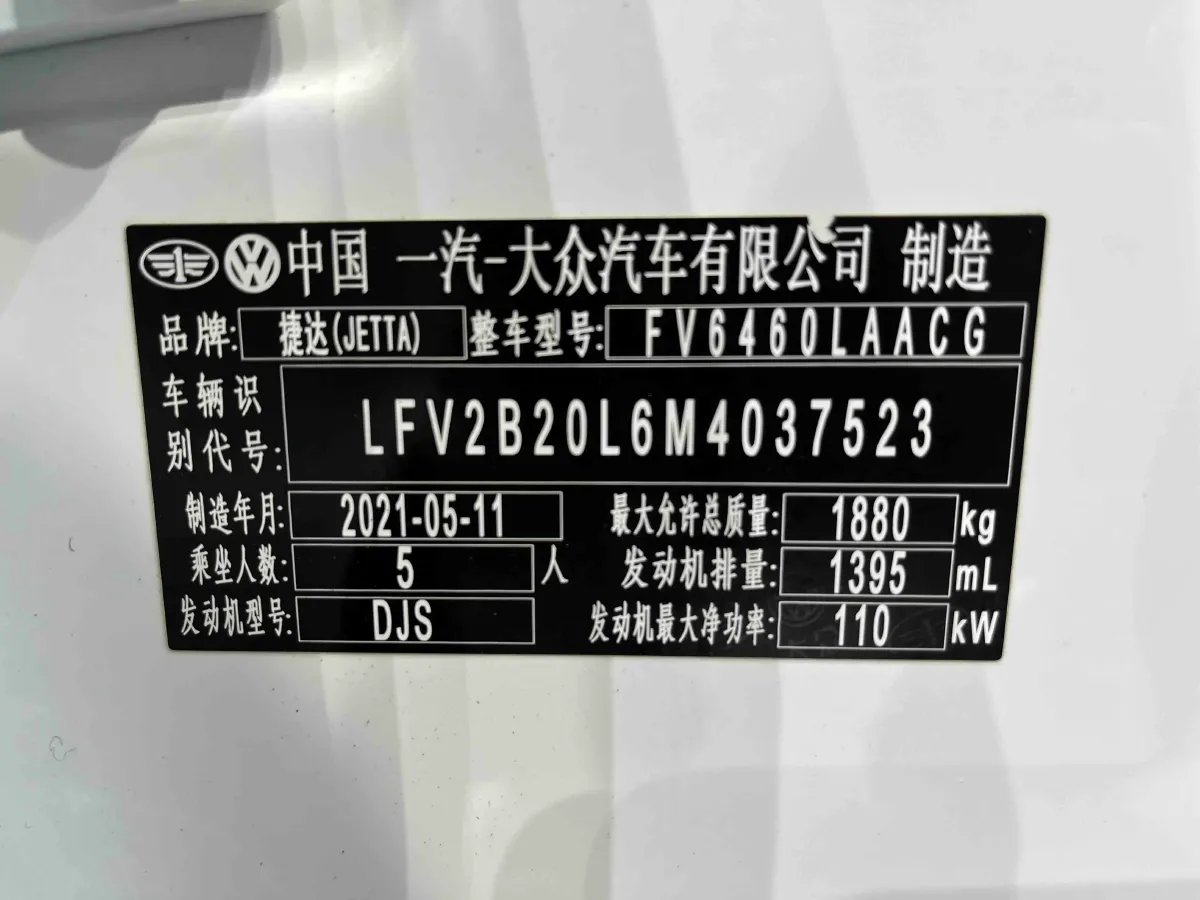 中国 一汽-大众汽车有限公司 制造
品牌: 捷达(JETTA) 整车型号: FV6460LAACG
车辆识别代号: LFV2B20L6M4037523
制造年月: 2021-05-11 最大允许总质量: 1880 kg
乘坐人数: 5 人 发动机排量: 1395 mL
发动机型号: DJS 发动机最大净功率: 110 kW